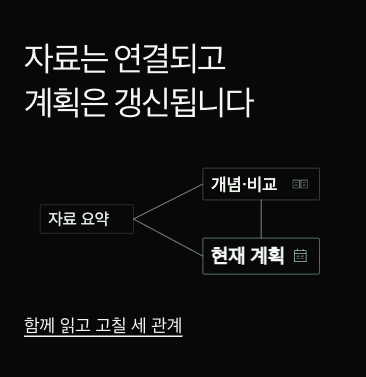 자료는 연결되고
계획은 갱신됩니다
개념·비교
자료 요약
현재 계획
함께 읽고 고칠 세 관계